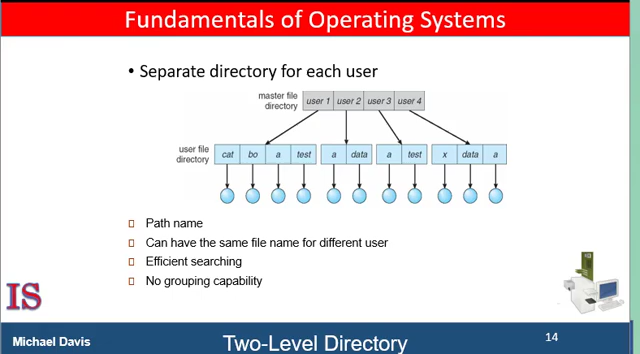 Fundamentals of Operating Systems
• Separate directory for each user
master file directory
user 1 user 2 user 3 user 4
user file directory
cat bo a test a data a test x data a
Path name
Can have the same file name for different user
Efficient searching
No grouping capability
IS
Michael Davis
Two-Level Directory
14